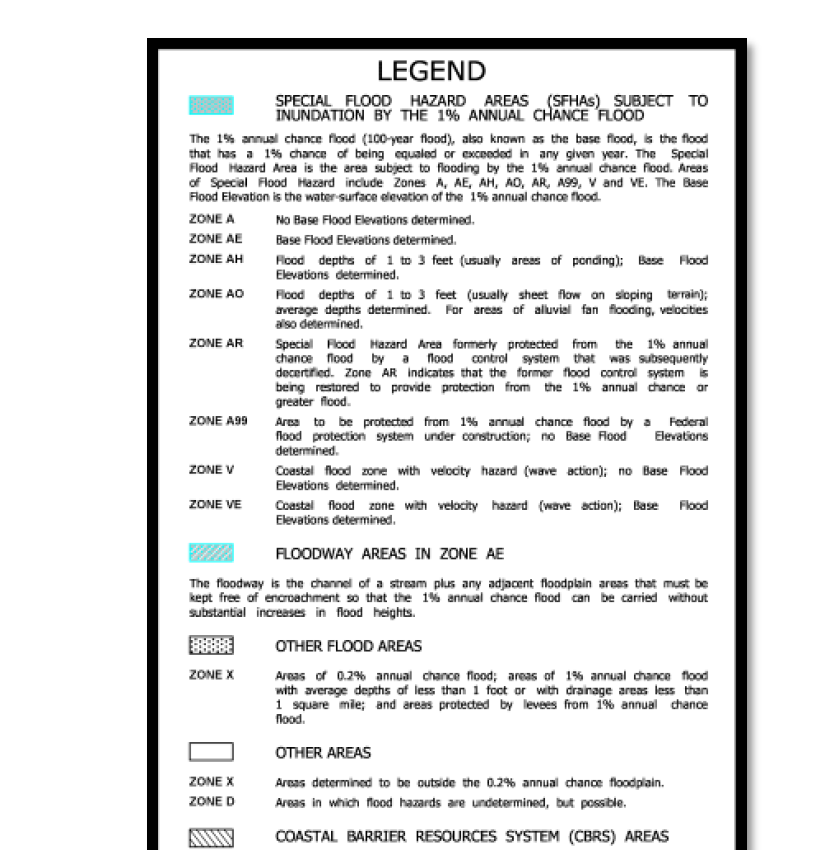 LEGEND
SPECIAL FLOOD HAZARD AREAS (SFHAs) SUBJECT TO
INUNDATION BY THE 1% ANNUAL CHANCE FLOOD
The 1% annual chance flood (100-year flood), also known as the base flood, is the flood
that has a 1% chance of being equaled or exceeded in any given year. The Special
Flood Hazard Area is the area subject to flooding by the 1% annual chance flood. Areas
of Special Flood Hazard include Zones A, AE, AH, AO, AR, A99, V and VE. The Base
Flood Elevation is the water-surface elevation of the 1% annual chance flood.
ZONE A No Base Flood Elevations determined.
ZONE AE Base Flood Elevations determined.
ZONE AH Flood depths of 1 to 3 feet (usually areas of ponding); Base Flood
Elevations determined.
ZONE AO Flood depths of 1 to 3 feet (usually sheet flow on sloping terrain);
average depths determined. For areas of alluvial fan flooding, velocities
also determined.
ZONE AR Special Flood Hazard Area formerly protected from the 1% annual
chance flood by a flood control system that was subsequently
decertified. Zone AR indicates that the former flood control system is
being restored to provide protection from the 1% annual chance or
greater flood.
ZONE A99 Area to be protected from 1% annual chance flood by a Federal
flood protection system under construction; no Base Flood Elevations
determined.
ZONE V Coastal flood zone with velocity hazard (wave action); no Base Flood
Elevations determined.
ZONE VE Coastal flood zone with velocity hazard (wave action); Base Flood
Elevations determined.
FLOODWAY AREAS IN ZONE AE
The floodway is the channel of a stream plus any adjacent floodplain areas that must be
kept free of encroachment so that the 1% annual chance flood can be carried without
substantial increases in flood heights.
OTHER FLOOD AREAS
ZONE X Areas of 0.2% annual chance flood; areas of 1% annual chance flood
with average depths of less than 1 foot or with drainage areas less than
1 square mile; and areas protected by levees from 1% annual chance
flood.
OTHER AREAS
ZONE X Areas determined to be outside the 0.2% annual chance floodplain.
ZONE D Areas in which flood hazards are undetermined, but possible.
COASTAL BARRIER RESOURCES SYSTEM (CBRS) AREAS